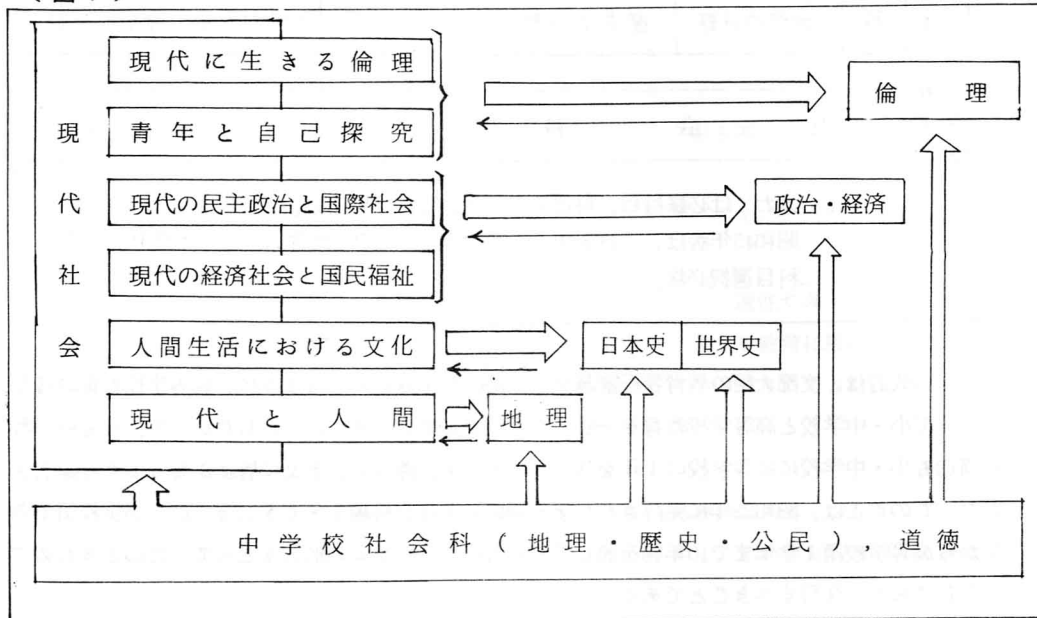 現代社会
現代に生きる倫理
青年と自己探究
現代の民主政治と国際社会
現代の経済社会と国民福祉
人間生活における文化
現代と人間
倫理
政治・経済
日本史 世界史
地理
中学校社会科(地理・歴史・公民) 道徳